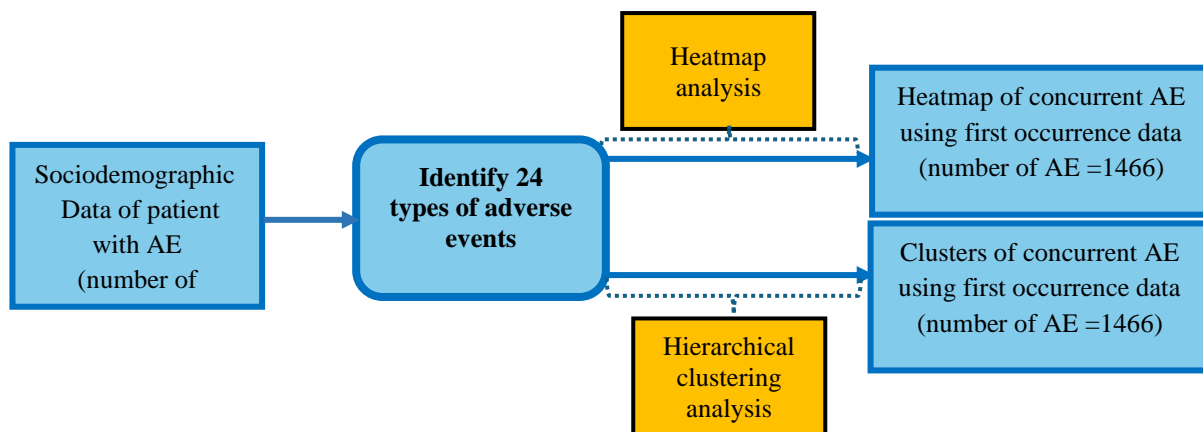 Sociodemographic
Data of patient
with AE
(number of
Identify 24
types of adverse
events
Heatmap
analysis
Hierarchical
clustering
analysis
Heatmap of concurrent AE
using first occurrence data
(number of AE =1466)
Clusters of concurrent AE
using first occurrence data
(number of AE =1466)